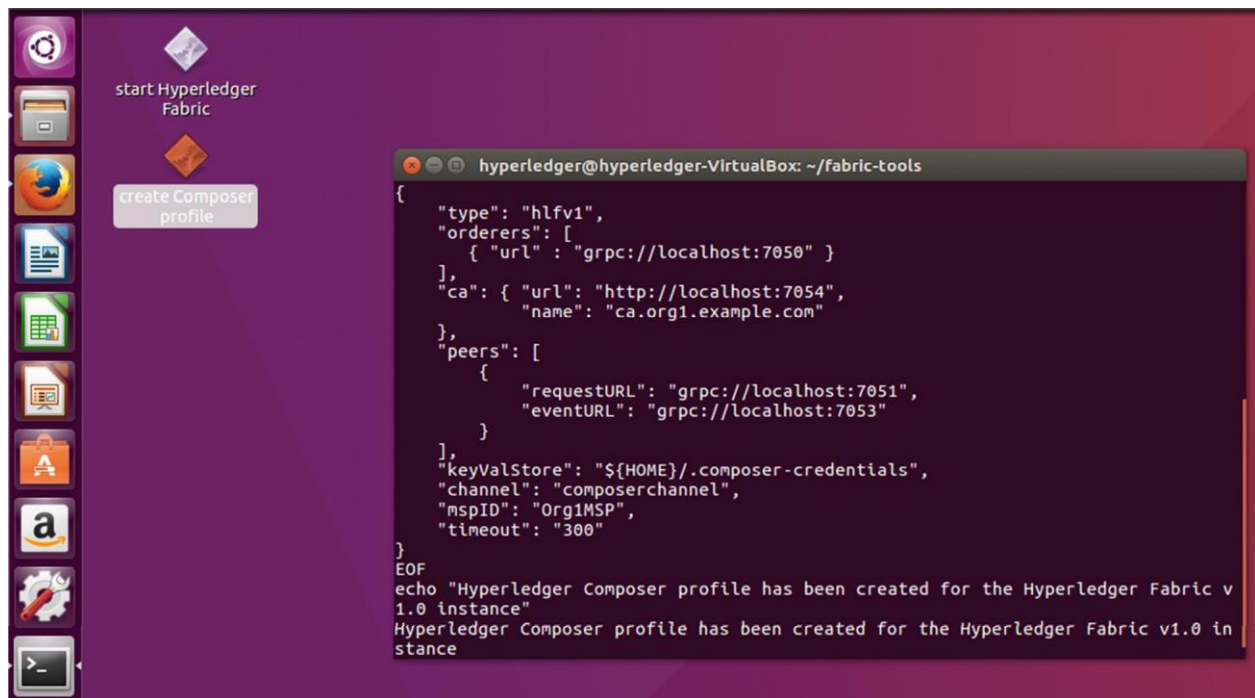 start Hyperledger
Fabric
create Composer
profile
hyperledger@hyperledger-VirtualBox: ~/fabric-tools
{
    "type": "hlfv1",
    "orderers": [
       { "url" : "grpc://localhost:7050" }
    ],
    "ca": { "url": "http://localhost:7054",
            "name": "ca.org1.example.com"
    },
    "peers": [
        {
            "requestURL": "grpc://localhost:7051",
            "eventURL": "grpc://localhost:7053"
        }
    ],
    "keyValStore": "${HOME}/.composer-credentials",
    "channel": "composerchannel",
    "mspID": "Org1MSP",
    "timeout": "300"
}
EOF
echo "Hyperledger Composer profile has been created for the Hyperledger Fabric v
1.0 instance"
Hyperledger Composer profile has been created for the Hyperledger Fabric v1.0 in
stance